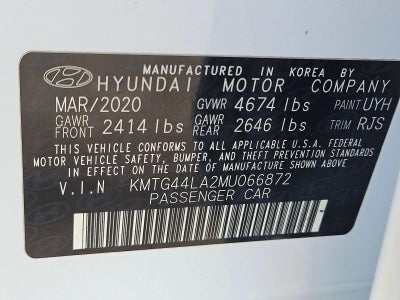 MANUFACTURED IN KOREA BY
HYUNDAI MOTOR COMPANY
MAR/2020 GVWR 4674 lbs PAINT UYH
GAWR FRONT 2414 lbs GAWR REAR 2646 lbs TRIM RJS
THIS VEHICLE CONFORMS TO ALL APPLICABLE U.S.A. FEDERAL
MOTOR VEHICLE SAFETY, BUMPER, AND THEFT PREVENTION STANDARDS
IN EFFECT ON THE DATE OF MANUFACTURE SHOWN ABOVE.
V.I.N KMTG44LA2MU066872
PASSENGER CAR